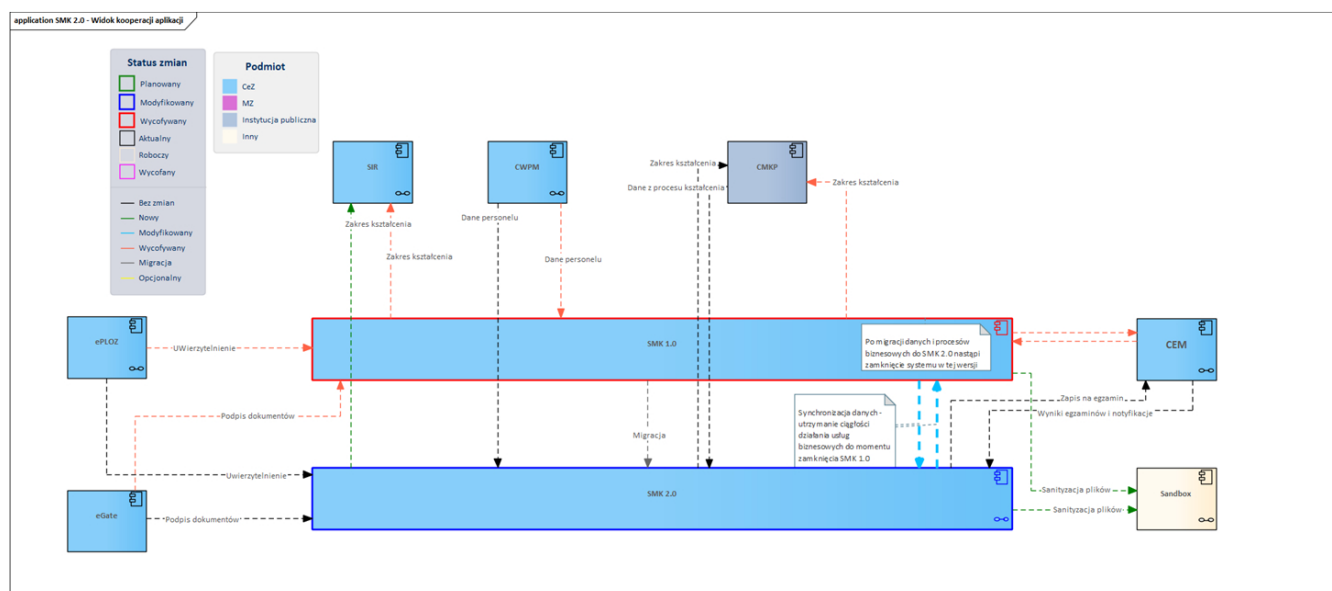 application SMK 2.0 - Widok kooperacji aplikacji
Status zmian
Planowany
Modyfikowany
Wycofywany
Aktualny
Roboczy
Wycofany
Bez zmian
Nowy
Modyfikowany
Wycofywany
Migracja
Opcjonalny
Podmiot
CeZ
MZ
Instytucja publiczna
Inny
SIR
CWPM
CMKP
Zakres kształcenia
Dane z procesu kształcenia
Zakres kształcenia
Dane personelu
Zakres kształcenia
Zakres kształcenia
Dane personelu
ePLOZ
UWierzytelnienie
SMK 1.0
Po migracji danych i procesów
biznesowych do SMK 2.0 nastąpi
zamknięcie systemu w tej wersji
CEM
Zapis na egzamin
Wyniki egzaminów i notyfikacje
Podpis dokumentów
Migracja
Synchronizacja danych -
utrzymanie ciągłości
działania usług
biznesowych do momentu
zamknięcia SMK 1.0
Uwierzytelnienie
SMK 2.0
Sanityzacja plików
Sandbox
Sanityzacja plików
eGate
Podpis dokumentów